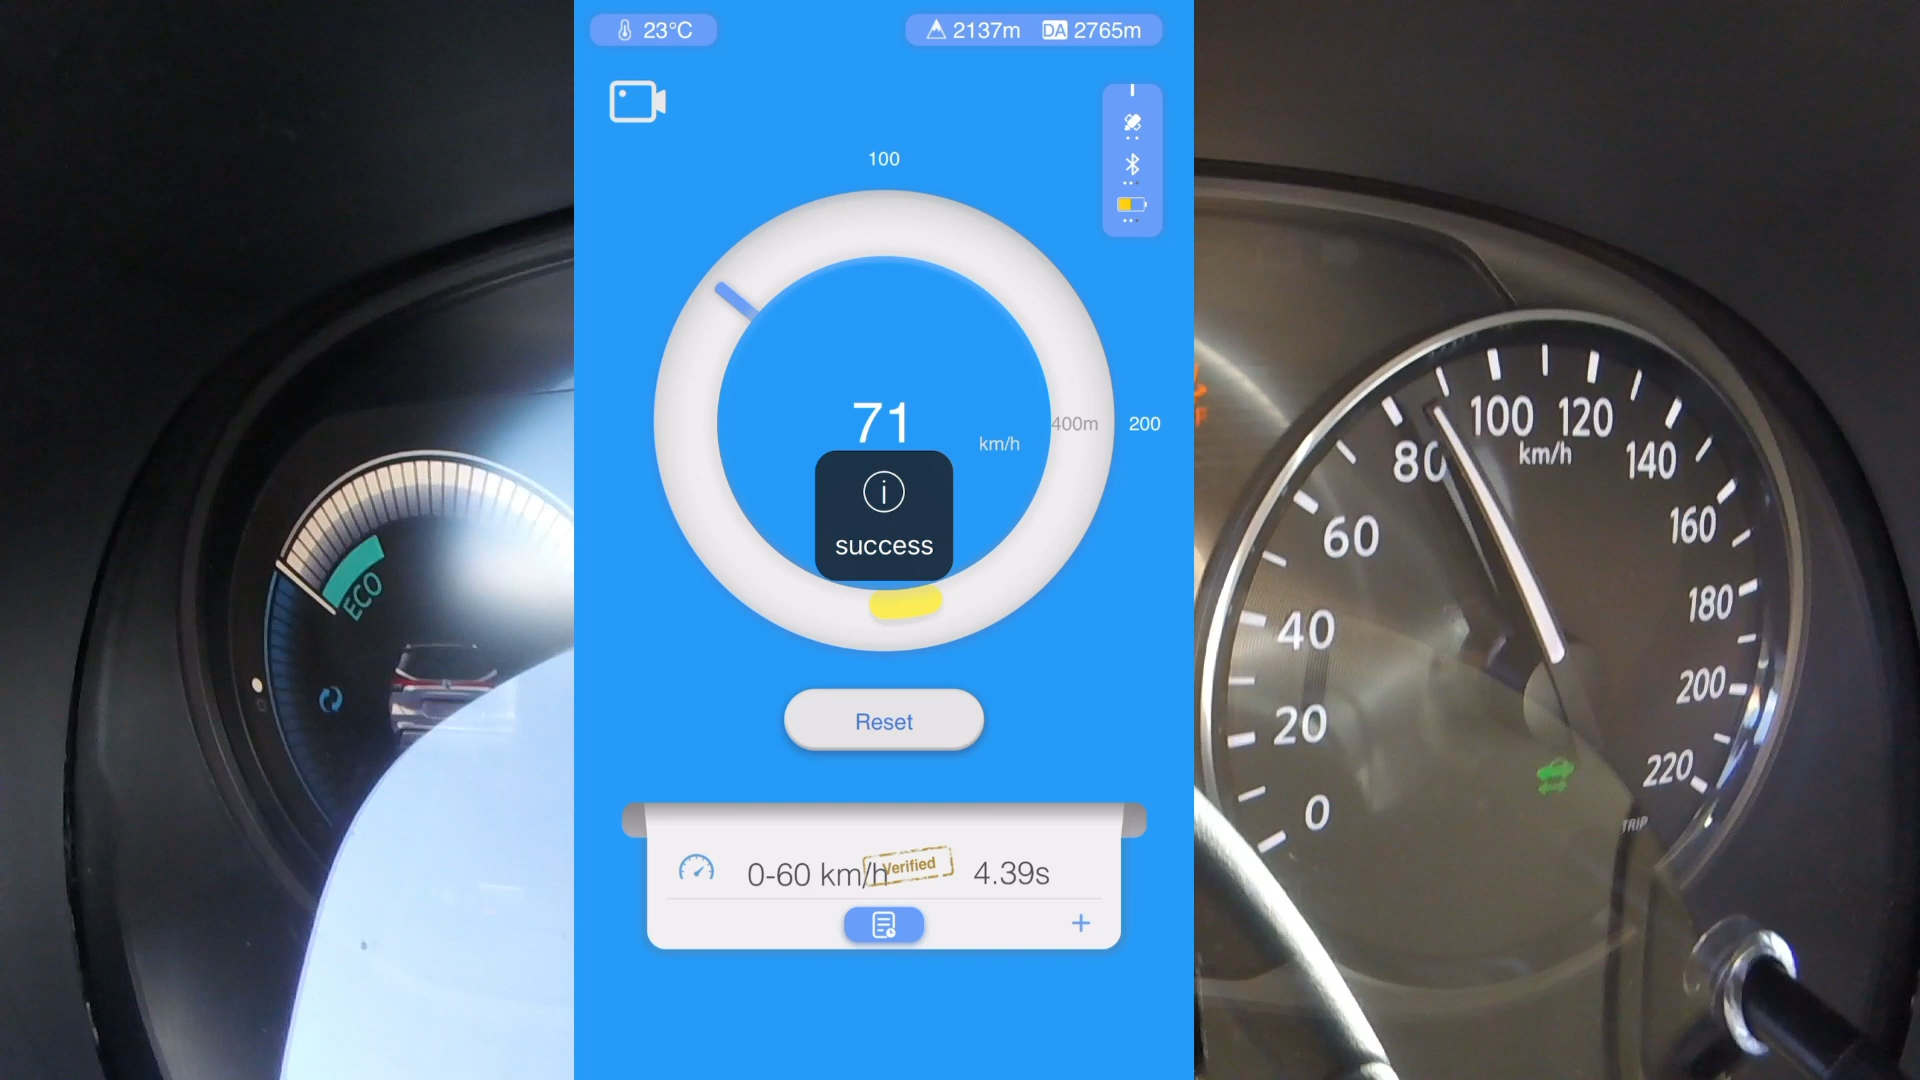 23°C
2137m DA 2765m
100
71
km/h
400m
200
success
Reset
0-60 km/h Verified 4.39s
ECO
0
20
40
60
80
100
120
140
160
180
200
220
km/h
TRIP